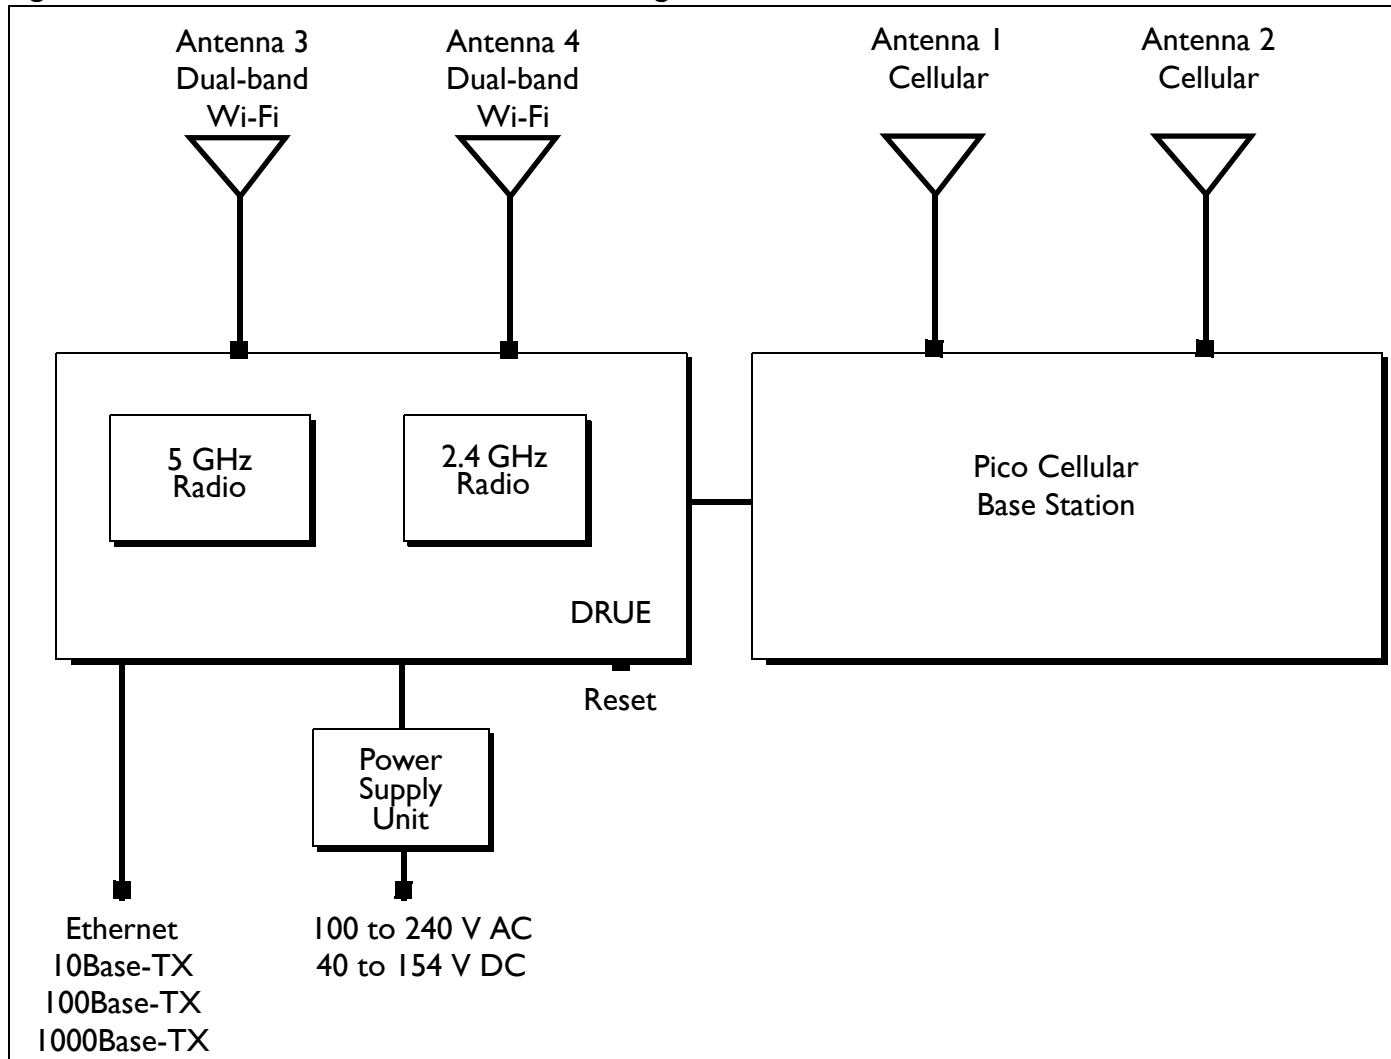 Antenna 3
Dual-band
Wi-Fi
Antenna 4
Dual-band
Wi-Fi
Antenna 1
Cellular
Antenna 2
Cellular
5 GHz
Radio
2.4 GHz
Radio
DRUE
Pico Cellular
Base Station
Reset
Power
Supply
Unit
Ethernet
10Base-TX
100Base-TX
1000Base-TX
100 to 240 V AC
40 to 154 V DC